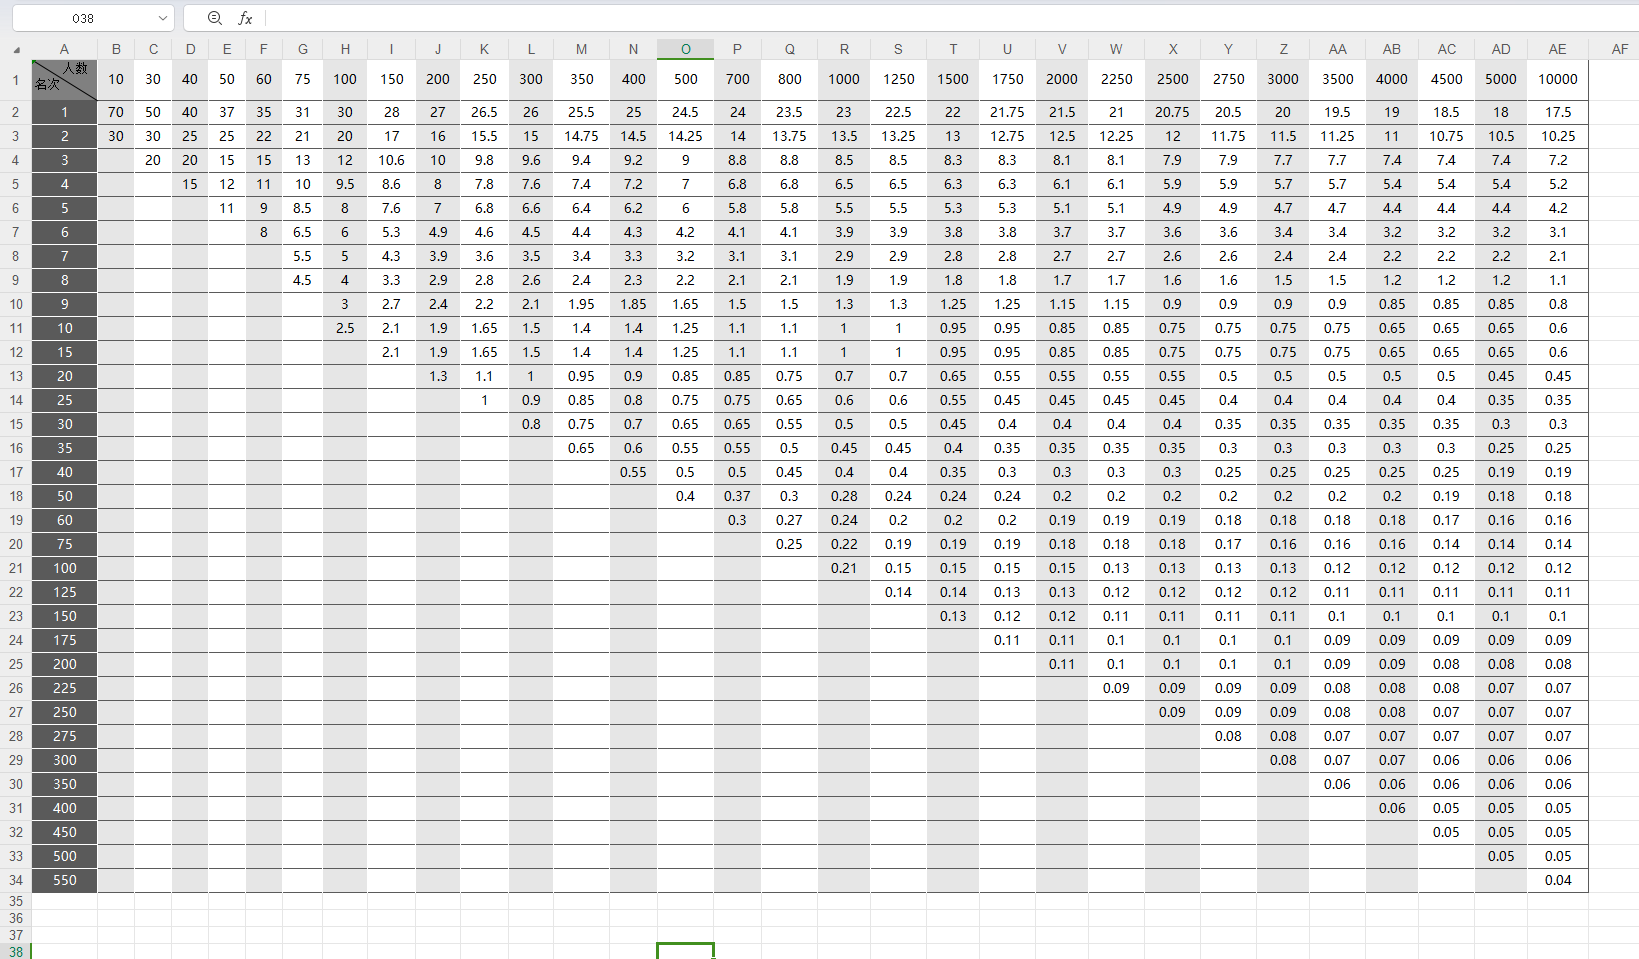 038
fx
A B C D E F G H I J K L M N O P Q R S T U V W X Y Z AA AB AC AD AE AF
人数
名次
1 10 30 40 50 60 75 100 150 200 250 300 350 400 500 700 800 1000 1250 1500 1750 2000 2250 2500 2750 3000 3500 4000 4500 5000 10000
2 1 70 50 40 37 35 31 30 28 27 26.5 26 25.5 25 24.5 24 23.5 23 22.5 22 21.75 21.5 21 20.75 20.5 20 19.5 19 18.5 18 17.5
3 2 30 30 25 25 22 21 20 17 16 15.5 15 14.75 14.5 14.25 14 13.75 13.5 13.25 13 12.75 12.5 12.25 12 11.75 11.5 11.25 11 10.75 10.5 10.25
4 3 20 20 15 15 13 12 10.6 10 9.8 9.6 9.4 9.2 9 8.8 8.8 8.5 8.5 8.3 8.3 8.1 8.1 7.9 7.9 7.7 7.7 7.4 7.4 7.4 7.2
5 4 15 12 11 10 9.5 8.6 8 7.8 7.6 7.4 7.2 7 6.8 6.8 6.5 6.5 6.3 6.3 6.1 6.1 5.9 5.9 5.7 5.7 5.4 5.4 5.4 5.2
6 5 11 9 8.5 8 7.6 7 6.8 6.6 6.4 6.2 6 5.8 5.8 5.5 5.5 5.3 5.3 5.1 5.1 4.9 4.9 4.7 4.7 4.4 4.4 4.4 4.2
7 6 8 6.5 6 5.3 4.9 4.6 4.5 4.4 4.3 4.2 4.1 4.1 3.9 3.9 3.8 3.8 3.7 3.7 3.6 3.6 3.4 3.4 3.2 3.2 3.2 3.1
8 7 5.5 5 4.3 3.9 3.6 3.5 3.4 3.3 3.2 3.1 3.1 2.9 2.9 2.8 2.8 2.7 2.7 2.6 2.6 2.4 2.4 2.2 2.2 2.2 2.1
9 8 4.5 4 3.3 2.9 2.8 2.6 2.4 2.3 2.2 2.1 2.1 1.9 1.9 1.8 1.8 1.7 1.7 1.6 1.6 1.5 1.5 1.2 1.2 1.2 1.1
10 9 3 2.7 2.4 2.2 2.1 1.95 1.85 1.65 1.5 1.5 1.3 1.3 1.25 1.25 1.15 1.15 0.9 0.9 0.9 0.9 0.85 0.85 0.85 0.8
11 10 2.5 2.1 1.9 1.65 1.5 1.4 1.4 1.25 1.1 1.1 1 1 0.95 0.95 0.85 0.85 0.75 0.75 0.75 0.75 0.65 0.65 0.65 0.6
12 15 2.1 1.9 1.65 1.5 1.4 1.4 1.25 1.1 1.1 1 1 0.95 0.95 0.85 0.85 0.75 0.75 0.75 0.75 0.65 0.65 0.65 0.6
13 20 1.3 1.1 1 0.95 0.9 0.85 0.85 0.75 0.7 0.7 0.65 0.55 0.55 0.55 0.55 0.5 0.5 0.5 0.5 0.5 0.45 0.45
14 25 1 0.9 0.85 0.8 0.75 0.75 0.65 0.6 0.6 0.55 0.45 0.45 0.45 0.45 0.4 0.4 0.4 0.4 0.4 0.35 0.35
15 30 0.8 0.75 0.7 0.65 0.65 0.55 0.5 0.5 0.45 0.4 0.4 0.4 0.4 0.35 0.35 0.35 0.35 0.35 0.3 0.3
16 35 0.65 0.6 0.55 0.55 0.5 0.45 0.45 0.4 0.35 0.35 0.35 0.35 0.3 0.3 0.3 0.3 0.3 0.25 0.25
17 40 0.55 0.5 0.5 0.45 0.4 0.4 0.35 0.3 0.3 0.3 0.3 0.25 0.25 0.25 0.25 0.25 0.19 0.19
18 50 0.4 0.37 0.3 0.28 0.24 0.24 0.24 0.2 0.2 0.2 0.2 0.2 0.2 0.2 0.19 0.18 0.18
19 60 0.3 0.27 0.24 0.2 0.2 0.2 0.19 0.19 0.19 0.18 0.18 0.18 0.18 0.17 0.16 0.16
20 75 0.25 0.22 0.19 0.19 0.19 0.18 0.18 0.18 0.17 0.16 0.16 0.16 0.14 0.14 0.14
21 100 0.21 0.15 0.15 0.15 0.15 0.13 0.13 0.13 0.13 0.12 0.12 0.12 0.12 0.12
22 125 0.14 0.14 0.13 0.13 0.12 0.12 0.12 0.12 0.11 0.11 0.11 0.11 0.11
23 150 0.13 0.12 0.12 0.11 0.11 0.11 0.11 0.1 0.1 0.1 0.1 0.1
24 175 0.11 0.11 0.1 0.1 0.1 0.1 0.09 0.09 0.09 0.09 0.09
25 200 0.11 0.1 0.1 0.1 0.1 0.09 0.09 0.08 0.08 0.08
26 225 0.09 0.09 0.09 0.09 0.08 0.08 0.08 0.07 0.07
27 250 0.09 0.09 0.09 0.08 0.08 0.07 0.07 0.07
28 275 0.08 0.08 0.07 0.07 0.07 0.07 0.07
29 300 0.08 0.07 0.07 0.06 0.06 0.06
30 350 0.06 0.06 0.06 0.06 0.06
31 400 0.06 0.05 0.05 0.05
32 450 0.05 0.05 0.05
33 500 0.05 0.05
34 550 0.04
35
36
37
38